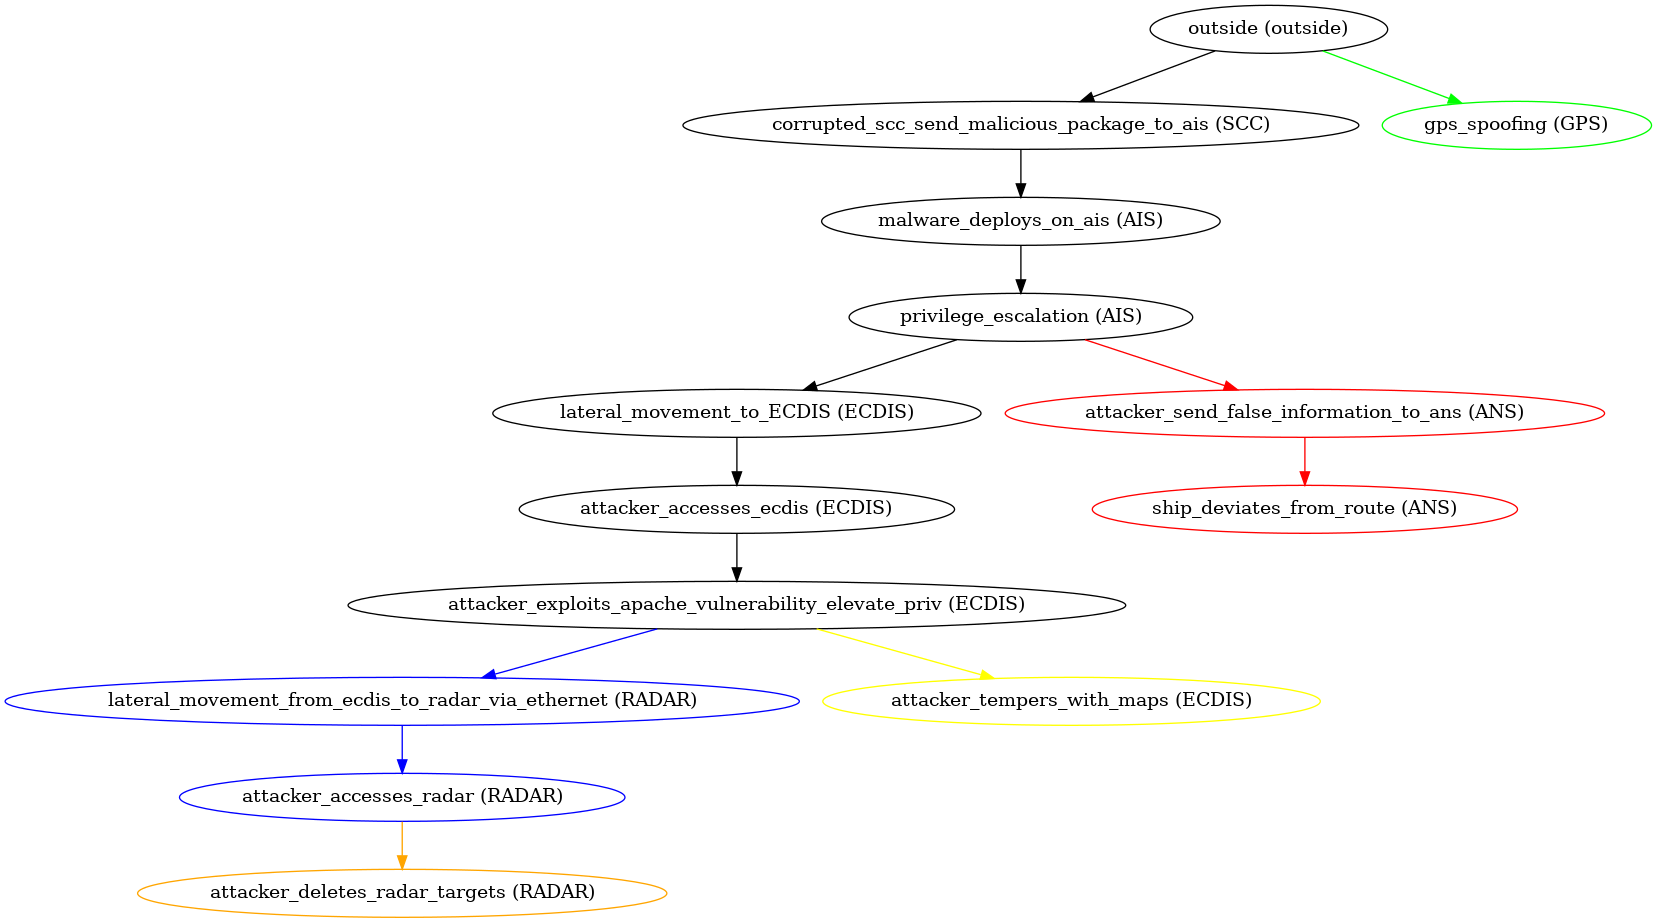 outside (outside)
corrupted_scc_send_malicious_package_to_ais (SCC)
gps_spoofing (GPS)
malware_deploys_on_ais (AIS)
privilege_escalation (AIS)
lateral_movement_to_ECDIS (ECDIS)
attacker_send_false_information_to_ans (ANS)
attacker_accesses_ecdis (ECDIS)
ship_deviates_from_route (ANS)
attacker_exploits_apache_vulnerability_elevate_priv (ECDIS)
lateral_movement_from_ecdis_to_radar_via_ethernet (RADAR)
attacker_tempers_with_maps (ECDIS)
attacker_accesses_radar (RADAR)
attacker_deletes_radar_targets (RADAR)